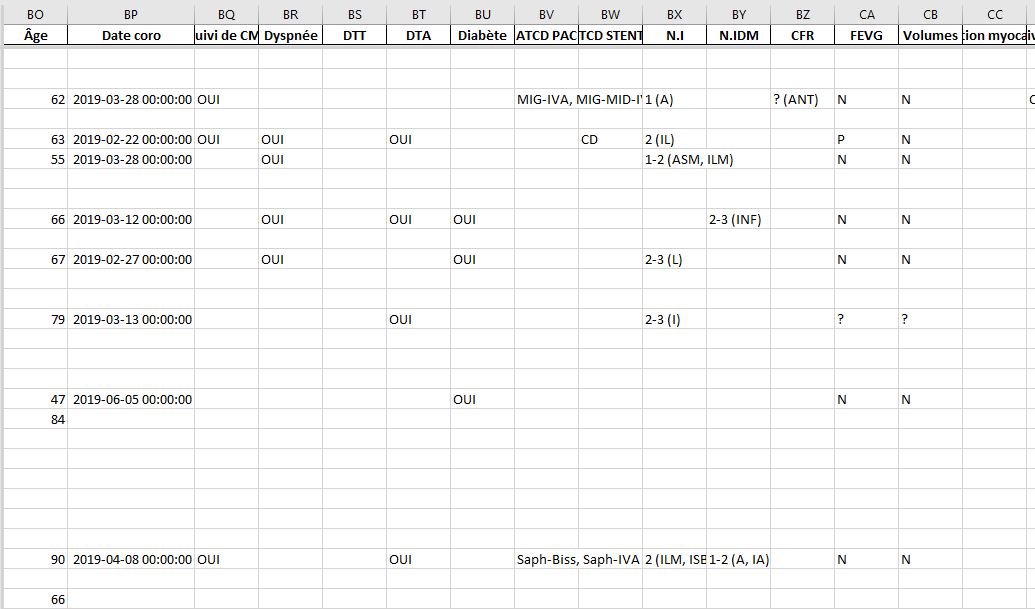 BO BP BQ BR BS BT BU BV BW BX BY BZ CA CB CC
Âge Date coro uivi de CM Dyspnée DTT DTA Diabète ATCD PAC TCD STENT N.I N.IDM CFR FEVG Volumes tion myoca
62 2019-03-28 00:00:00 OUI MIG-IVA, MIG-MID-I 1 (A) ? (ANT) N N
63 2019-02-22 00:00:00 OUI OUI OUI CD 2 (IL) P N
55 2019-03-28 00:00:00 OUI 1-2 (ASM, ILM) N N
66 2019-03-12 00:00:00 OUI OUI OUI 2-3 (INF) N N
67 2019-02-27 00:00:00 OUI OUI 2-3 (L) N N
79 2019-03-13 00:00:00 OUI 2-3 (I) ? ?
47 2019-06-05 00:00:00 OUI N N
84
90 2019-04-08 00:00:00 OUI OUI Saph-Biss, Saph-IVA 2 (ILM, ISB 1-2 (A, IA) N N
66